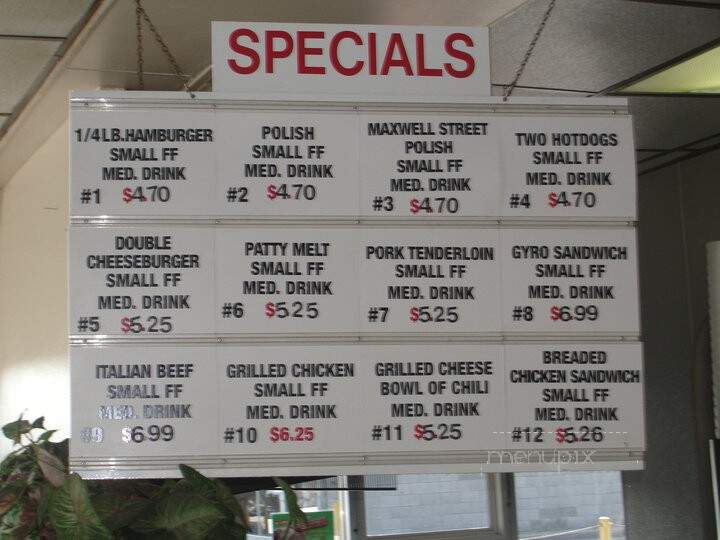 SPECIALS
1/4 LB.HAMBURGER
SMALL FF
MED. DRINK
#1 $4.70
POLISH
SMALL FF
MED. DRINK
#2 $4.70
MAXWELL STREET
POLISH
SMALL FF
MED. DRINK
#3 $4.70
TWO HOTDOGS
SMALL FF
MED. DRINK
#4 $4.70
DOUBLE
CHEESEBURGER
SMALL FF
MED. DRINK
#5 $5.25
PATTY MELT
SMALL FF
MED. DRINK
#6 $5.25
PORK TENDERLOIN
SMALL FF
MED. DRINK
#7 $5.25
GYRO SANDWICH
SMALL FF
MED. DRINK
#8 $6.99
ITALIAN BEEF
SMALL FF
MED. DRINK
#9 $6.99
GRILLED CHICKEN
SMALL FF
MED. DRINK
#10 $6.25
GRILLED CHEESE
BOWL OF CHILI
MED. DRINK
#11 $5.25
BREADED
CHICKEN SANDWICH
SMALL FF
MED. DRINK
#12 $5.26
menupix